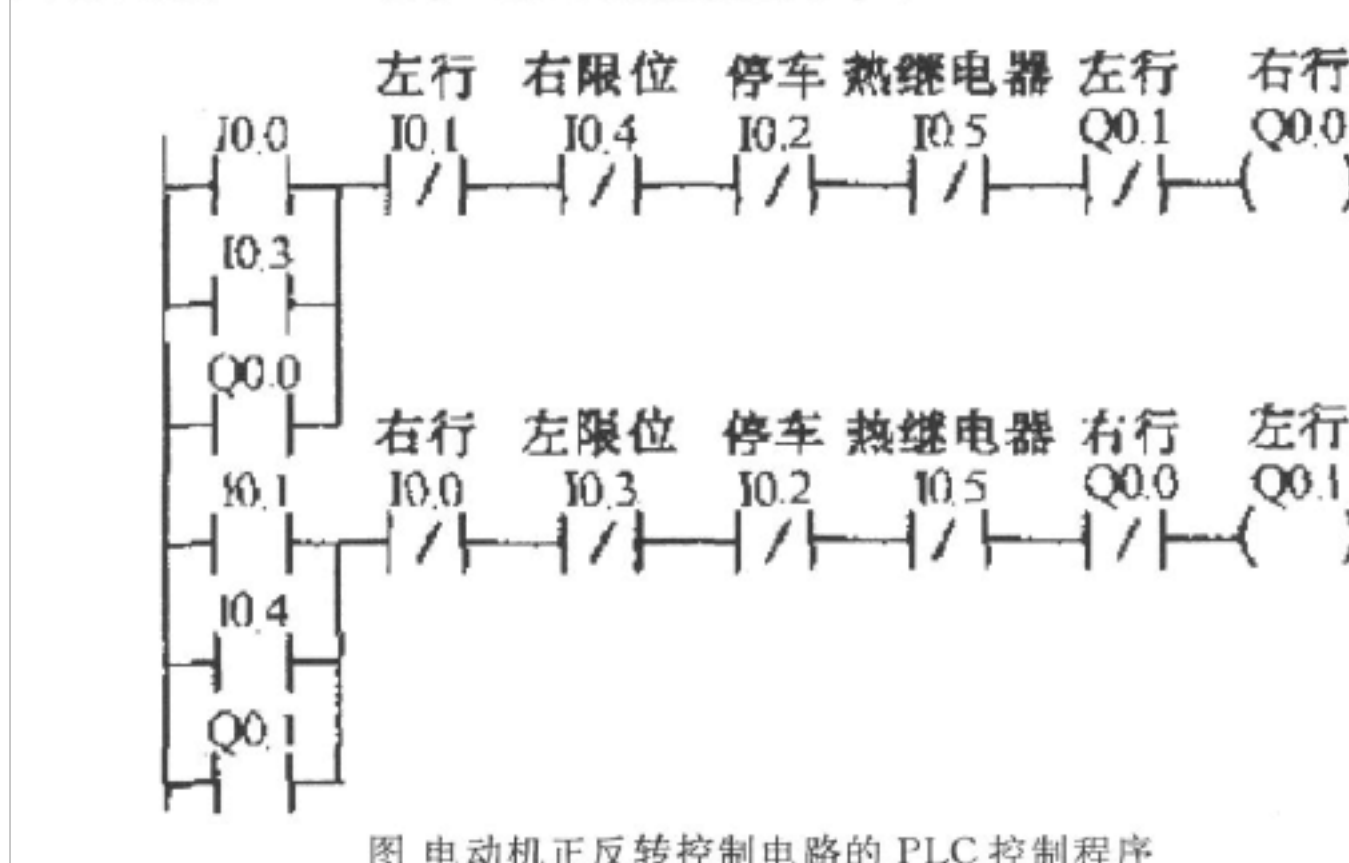 左行 右限位 停车 热继电器 左行 右行
I0.0 I0.1 I0.4 I0.2 I0.5 Q0.1 Q0.0
I0.3
Q0.0
右行 左限位 停车 热继电器 右行 左行
I0.1 I0.0 I0.3 I0.2 I0.5 Q0.0 Q0.1
I0.4
Q0.1
图 电动机正反转控制电路的 PLC 控制程序